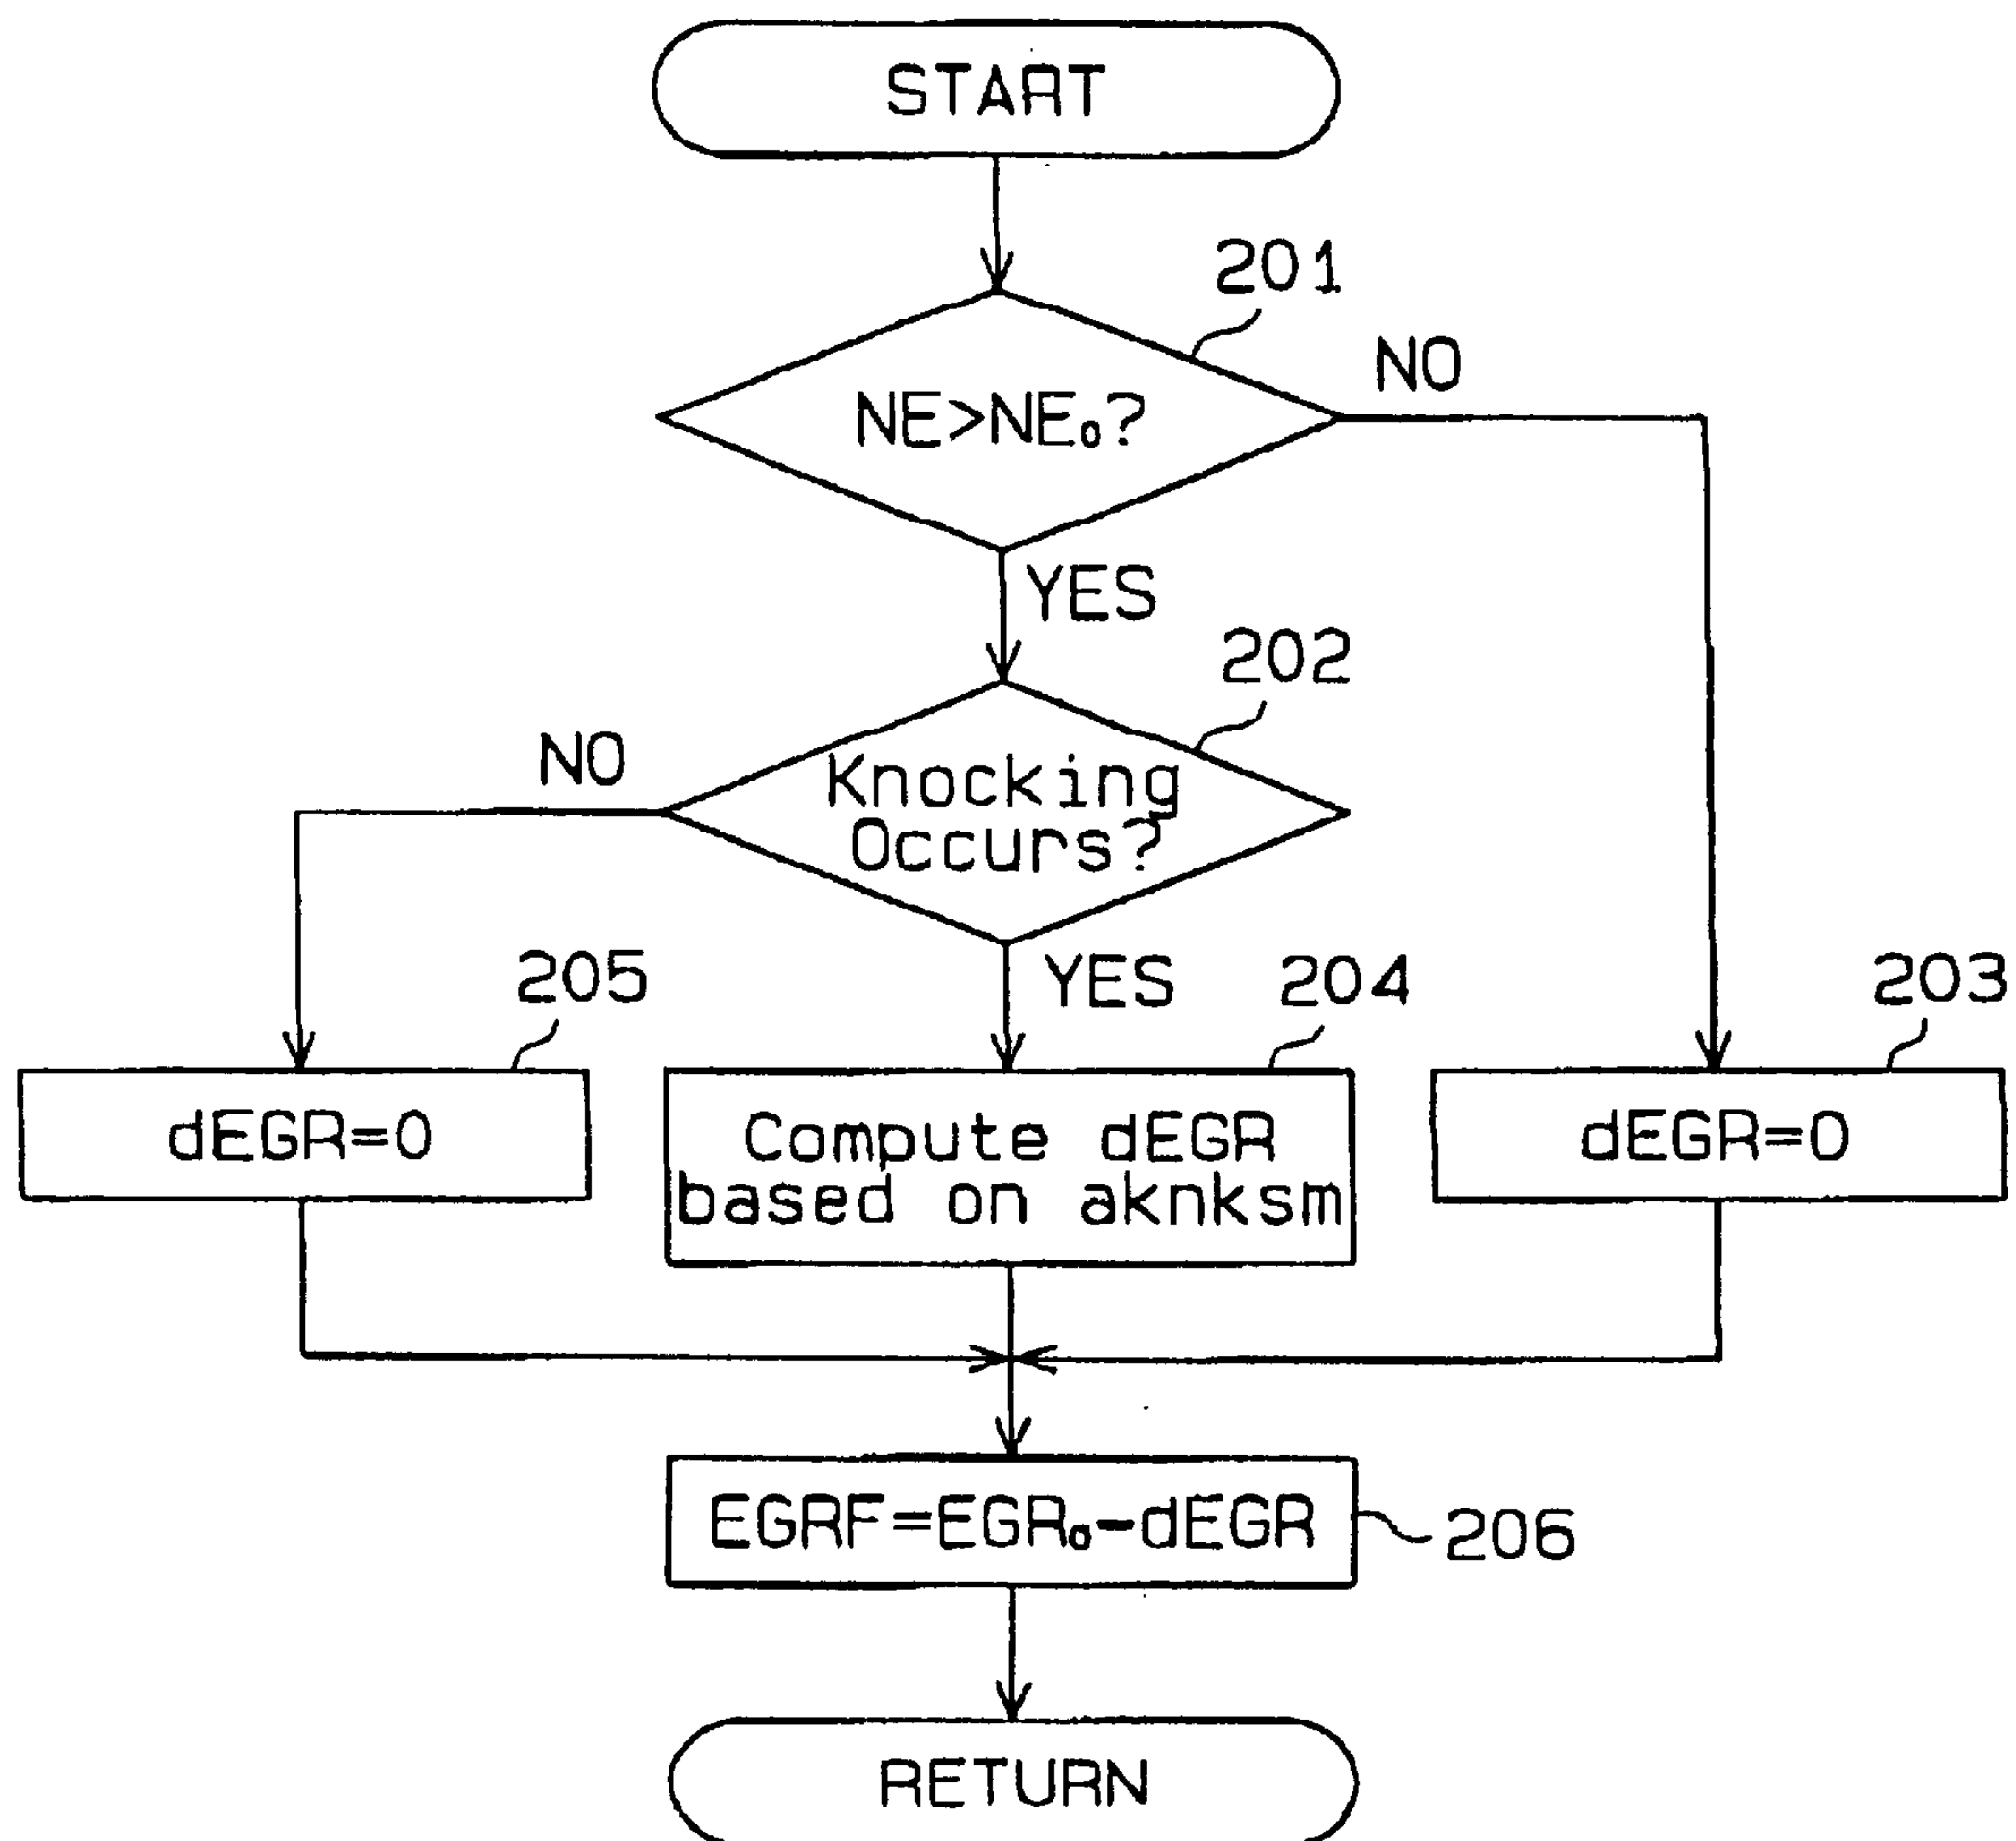 START
201
NO
NE>NE₀?
YES
202
NO
Knocking
Occurs?
YES
205
204
203
dEGR=0
Compute dEGR
based on aknksm
dEGR=0
EGRF=EGR₀-dEGR
206
RETURN